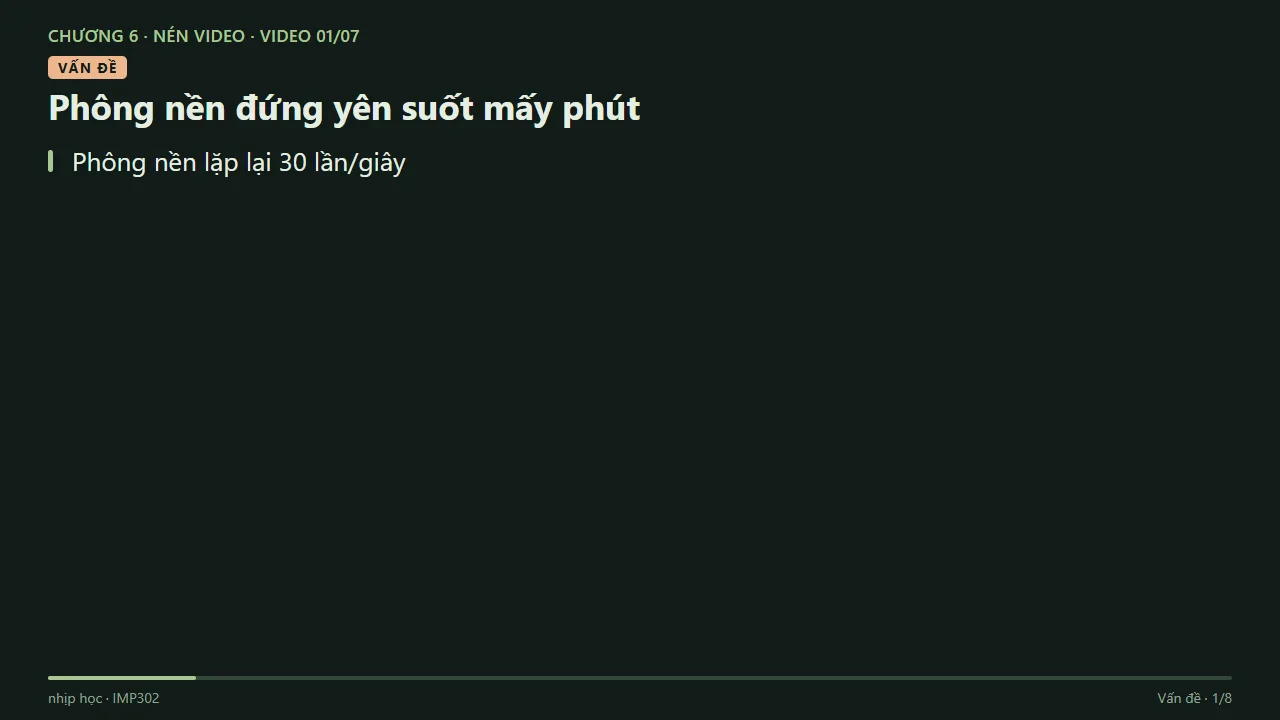 CHƯƠNG 6 · NÉN VIDEO · VIDEO 01/07
VẤN ĐỀ
Phông nền đứng yên suốt mấy phút
Phông nền lặp lại 30 lần/giây
nhịp học · IMP302
Vấn đề · 1/8